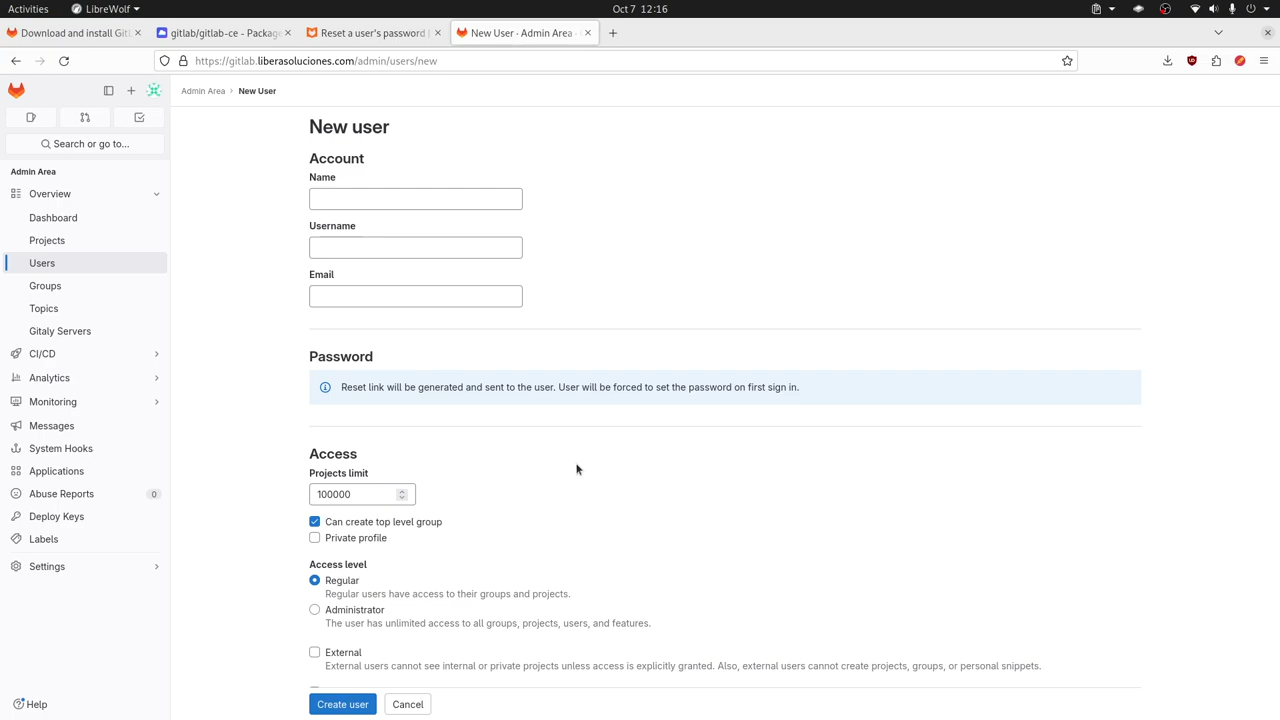 Activities
LibreWolf
Oct 7 12:16
Download and install Git
gitlab/gitlab-ce - Package
Reset a user's password |
New User · Admin Area ·
https://gitlab.liberasoluciones.com/admin/users/new
Admin Area
New User
Search or go to...
Admin Area
Overview
Dashboard
Projects
Users
Groups
Topics
Gitaly Servers
CI/CD
Analytics
Monitoring
Messages
System Hooks
Applications
Abuse Reports
0
Deploy Keys
Labels
Settings
Help
New user
Account
Name
Username
Email
Password
Reset link will be generated and sent to the user. User will be forced to set the password on first sign in.
Access
Projects limit
100000
Can create top level group
Private profile
Access level
Regular
Regular users have access to their groups and projects.
Administrator
The user has unlimited access to all groups, projects, users, and features.
External
External users cannot see internal or private projects unless access is explicitly granted. Also, external users cannot create projects, groups, or personal snippets.
Create user
Cancel